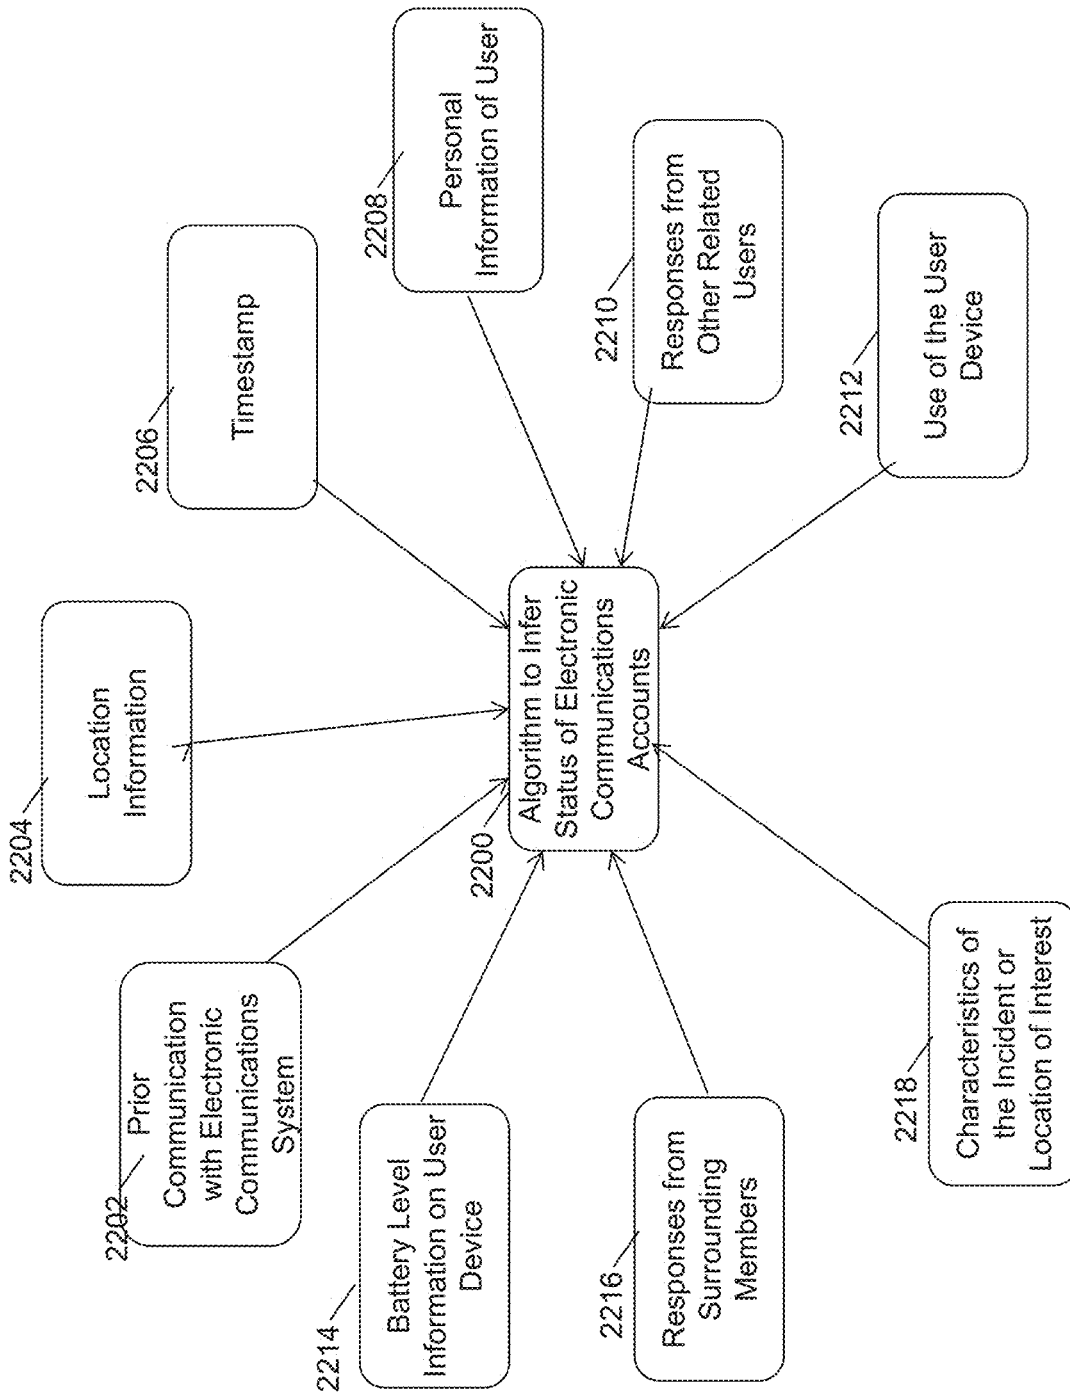 2202
Prior
Communication
with Electronic
Communications
System
2204
Location
Information
2206
Timestamp
2208
Personal
Information of User
2214
Battery Level
Information on User
Device
2200
Algorithm to Infer
Status of Electronic
Communications
Accounts
2210
Responses from
Other Related
Users
2216
Responses from
Surrounding
Members
2212
Use of the User
Device
2218
Characteristics of
the Incident or
Location of Interest